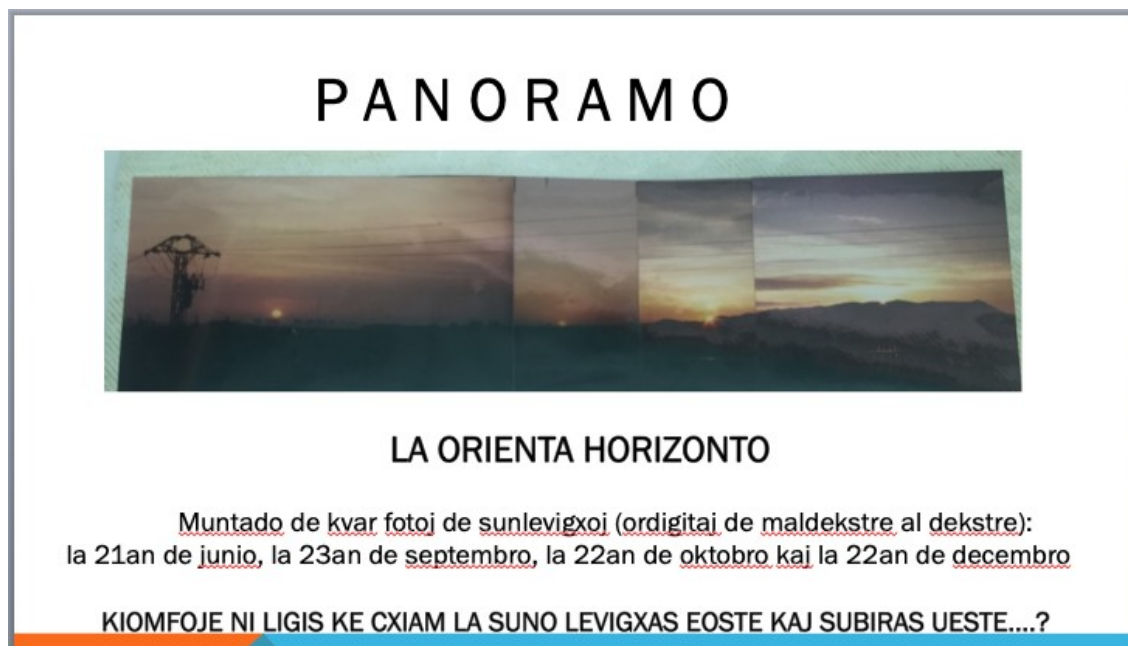 PANORAMO
LA ORIENTA HORIZONTO
Muntado de kvar fotoj de sunlevigxoj (ordigitaj de maldekstre al dekstre):
la 21an de junio, la 23an de septembro, la 22an de oktobro kaj la 22an de decembro
KIOMFOJE NI LIGIS KE CXIAM LA SUNO LEVIGXAS EOSTE KAJ SUBIRAS UESTE....?